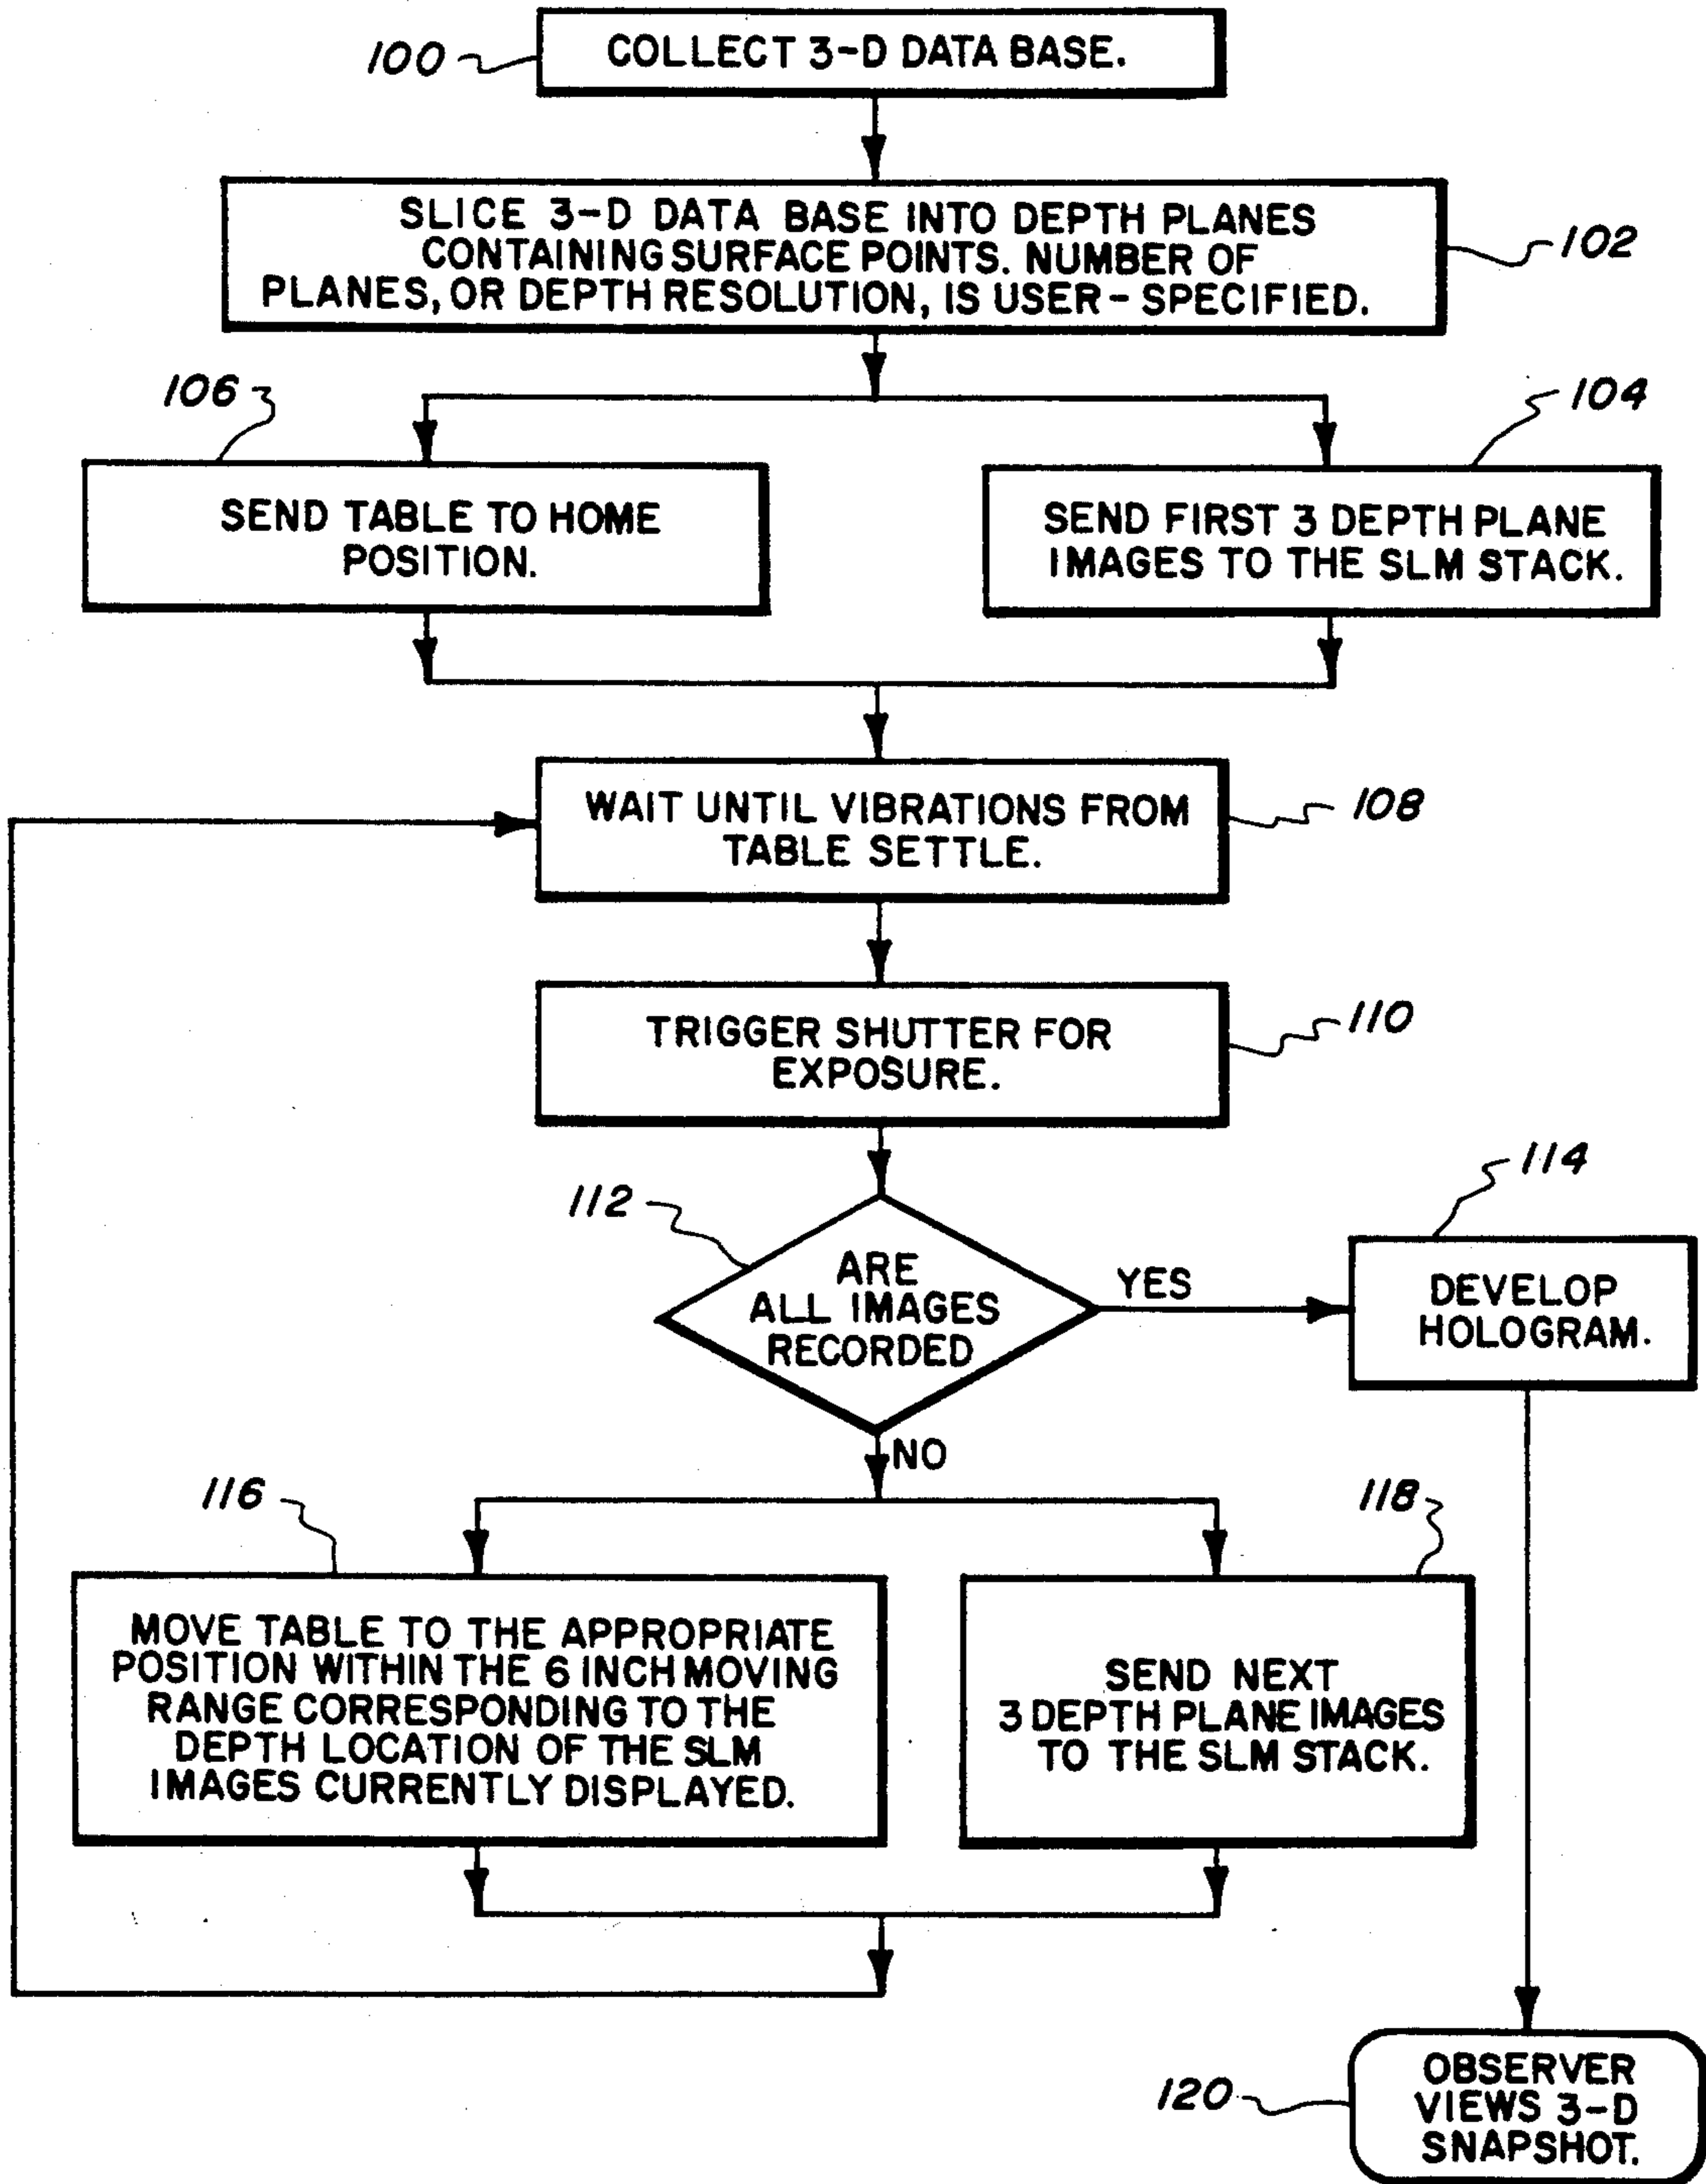 100
COLLECT 3-D DATA BASE.
SLICE 3-D DATA BASE INTO DEPTH PLANES
CONTAINING SURFACE POINTS. NUMBER OF
PLANES, OR DEPTH RESOLUTION, IS USER-SPECIFIED.
102
106
104
SEND TABLE TO HOME
POSITION.
SEND FIRST 3 DEPTH PLANE
IMAGES TO THE SLM STACK.
WAIT UNTIL VIBRATIONS FROM
TABLE SETTLE.
108
TRIGGER SHUTTER FOR
EXPOSURE.
110
112
ARE
ALL IMAGES
RECORDED
YES
114
DEVELOP
HOLOGRAM.
NO
116
118
MOVE TABLE TO THE APPROPRIATE
POSITION WITHIN THE 6 INCH MOVING
RANGE CORRESPONDING TO THE
DEPTH LOCATION OF THE SLM
IMAGES CURRENTLY DISPLAYED.
SEND NEXT
3 DEPTH PLANE IMAGES
TO THE SLM STACK.
120
OBSERVER
VIEWS 3-D
SNAPSHOT.